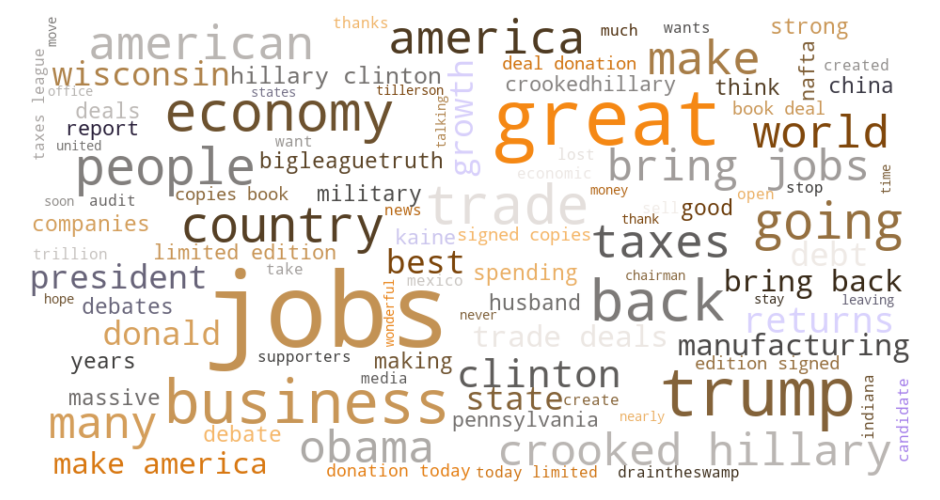 move
thanks
american
america
much
wants
strong
make
deal donation
taxes league
wisconsin
hillary clinton
growth
crookedhillary
think
nafta
created
china
office
states
tillerson
book deal
deals
economy
talking
great
world
report
united
want
lost
people
bigleaguetruth
bring jobs
economic
time
soon
audit
copies book
military
trade
money
stop
open
sell
good
companies
country
news
thank
going
kaine
signed copies
taxes
trillion
limited edition
best
debt
president
take
mexico
spending
chairman
bring back
hope
debates
jobs
wonderful
never
husband
back
stay
leaving
donald
trade deals
returns
years
supporters
making
manufacturing
edition signed
massive
media
clinton
trump
indiana
candidate
many
business
state
create
debate
pennsylvania
nearly
obama
crooked hillary
make america
donation today
today limited
draintheswamp